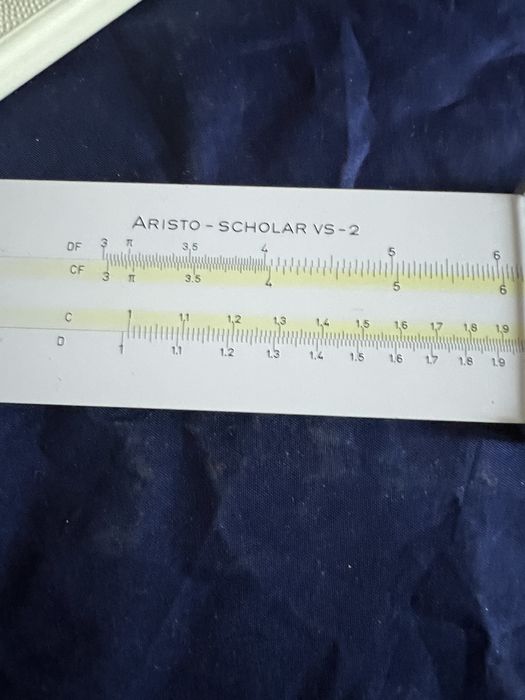 ARISTO - SCHOLAR VS - 2
DF 3 π 3,5 4 5 6
CF 3 π 3.5 4 5 6
C 1 1,1 1,2 1,3 1,4 1,5 1,6 1,7 1,8 1,9
D 1 1.1 1.2 1.3 1.4 1.5 1.6 1.7 1.8 1.9